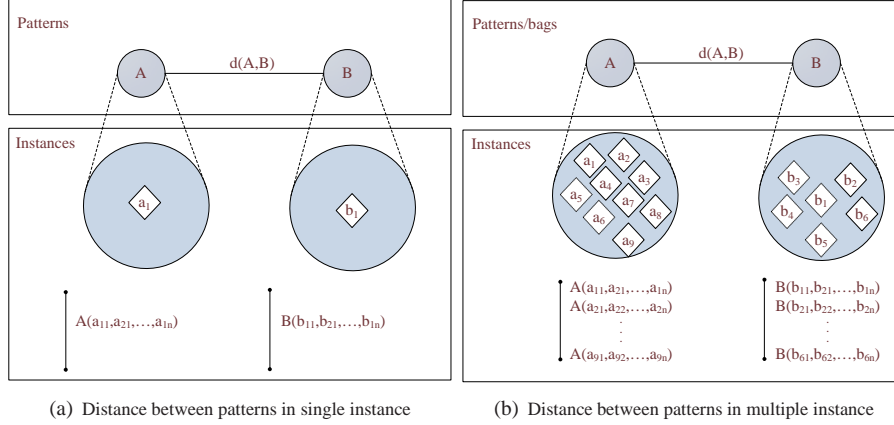 Patterns
A
d(A,B)
B
Instances
a1
b1
A(a11,a21,...,a1n)
B(b11,b21,...,b1n)
(a) Distance between patterns in single instance
Patterns/bags
A
d(A,B)
B
Instances
a1
a2
a3
a4
a5
a6
a7
a8
a9
b3
b2
b1
b4
b6
b5
A(a11,a21,...,a1n)
A(a21,a22,...,a2n)
.
.
.
A(a91,a92,...,a9n)
B(b11,b21,...,b1n)
B(b21,b22,...,b2n)
.
.
.
B(b61,b62,...,b6n)
(b) Distance between patterns in multiple instance